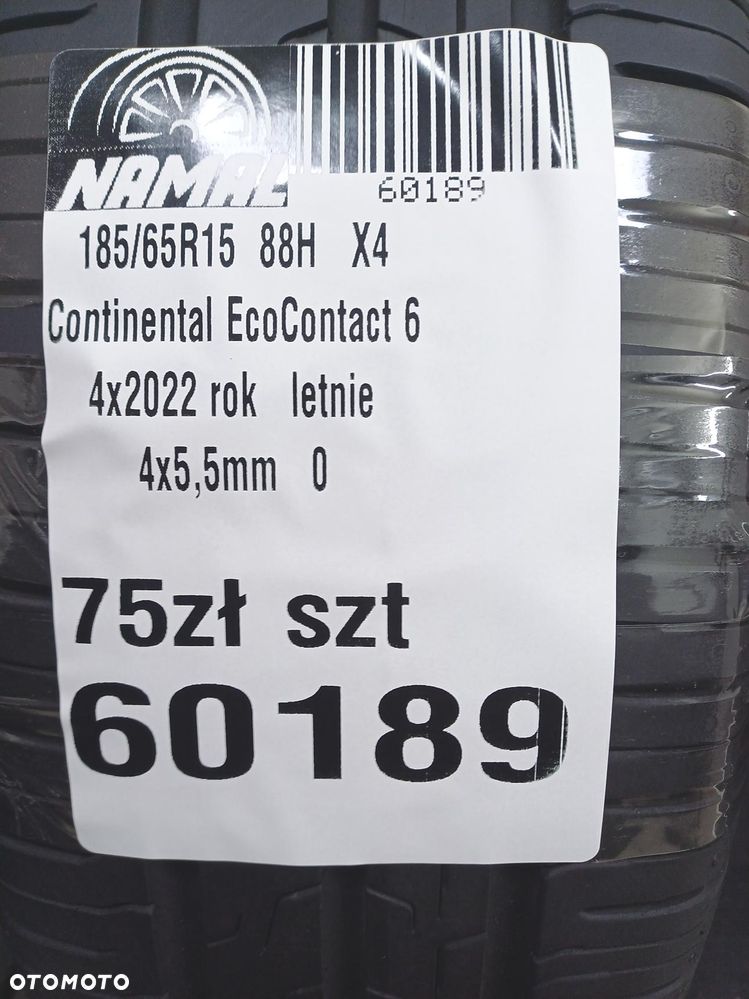 NAMAL
60189
185/65R15 88H X4
Continental EcoContact 6
4x2022 rok letnie
4x5,5mm 0
75zł szt
60189
OTOMOTO